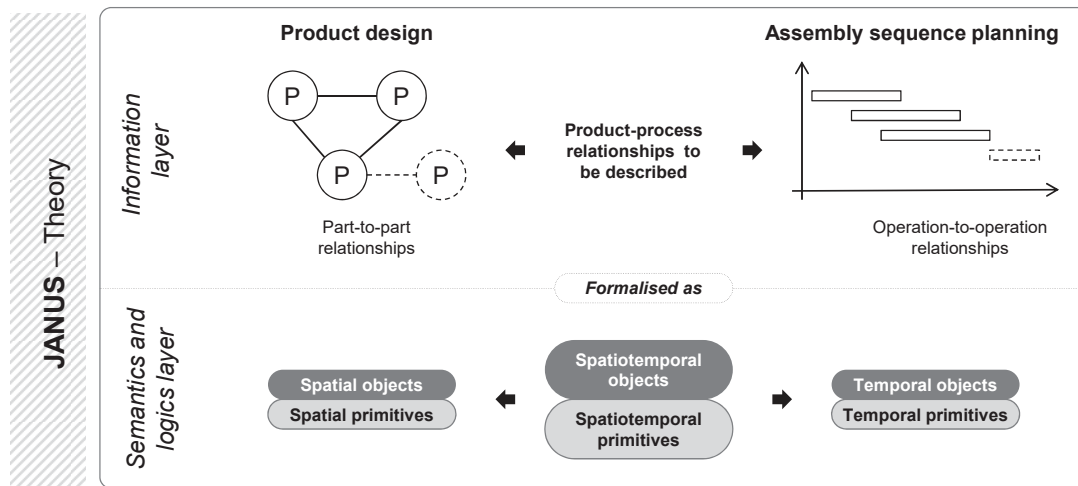 JANUS – Theory
Information
layer
Product design
P
P
P
P
Part-to-part
relationships
Product-process
relationships to
be described
Assembly sequence planning
Operation-to-operation
relationships
Formalised as
Semantics and
logics layer
Spatial objects
Spatial primitives
Spatiotemporal
objects
Spatiotemporal
primitives
Temporal objects
Temporal primitives